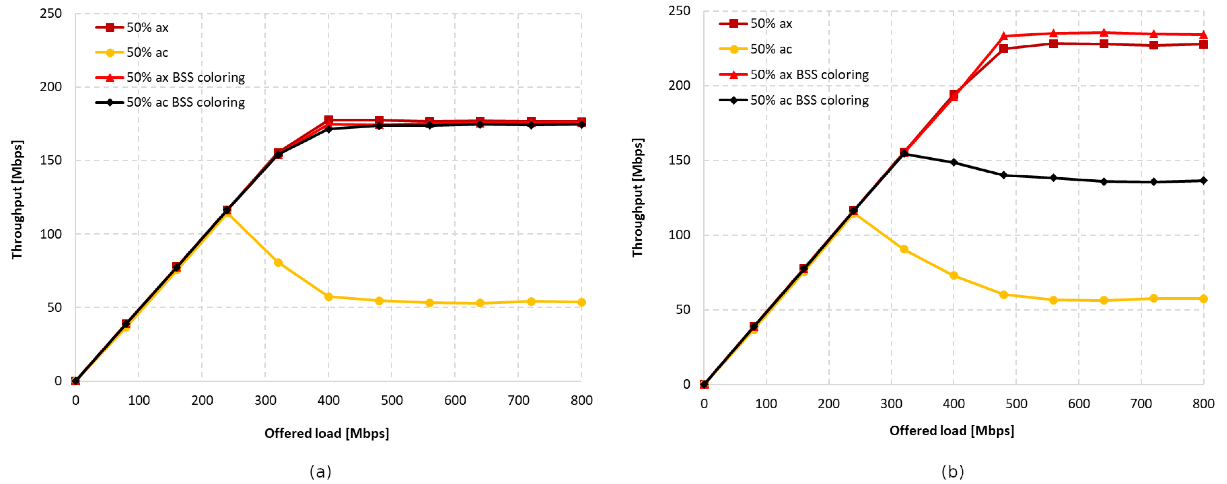 (a)
250
200
150
100
50
0
Throughput [Mbps]
50% ax
50% ac
50% ax BSS coloring
50% ac BSS coloring
0 100 200 300 400 500 600 700 800
Offered load [Mbps]
(a)
b)
250
200
150
100
50
0
Throughput [Mbps]
50% ax
50% ac
50% ax BSS coloring
50% ac BSS coloring
0 100 200 300 400 500 600 700 800
Offered load [Mbps]
(b)